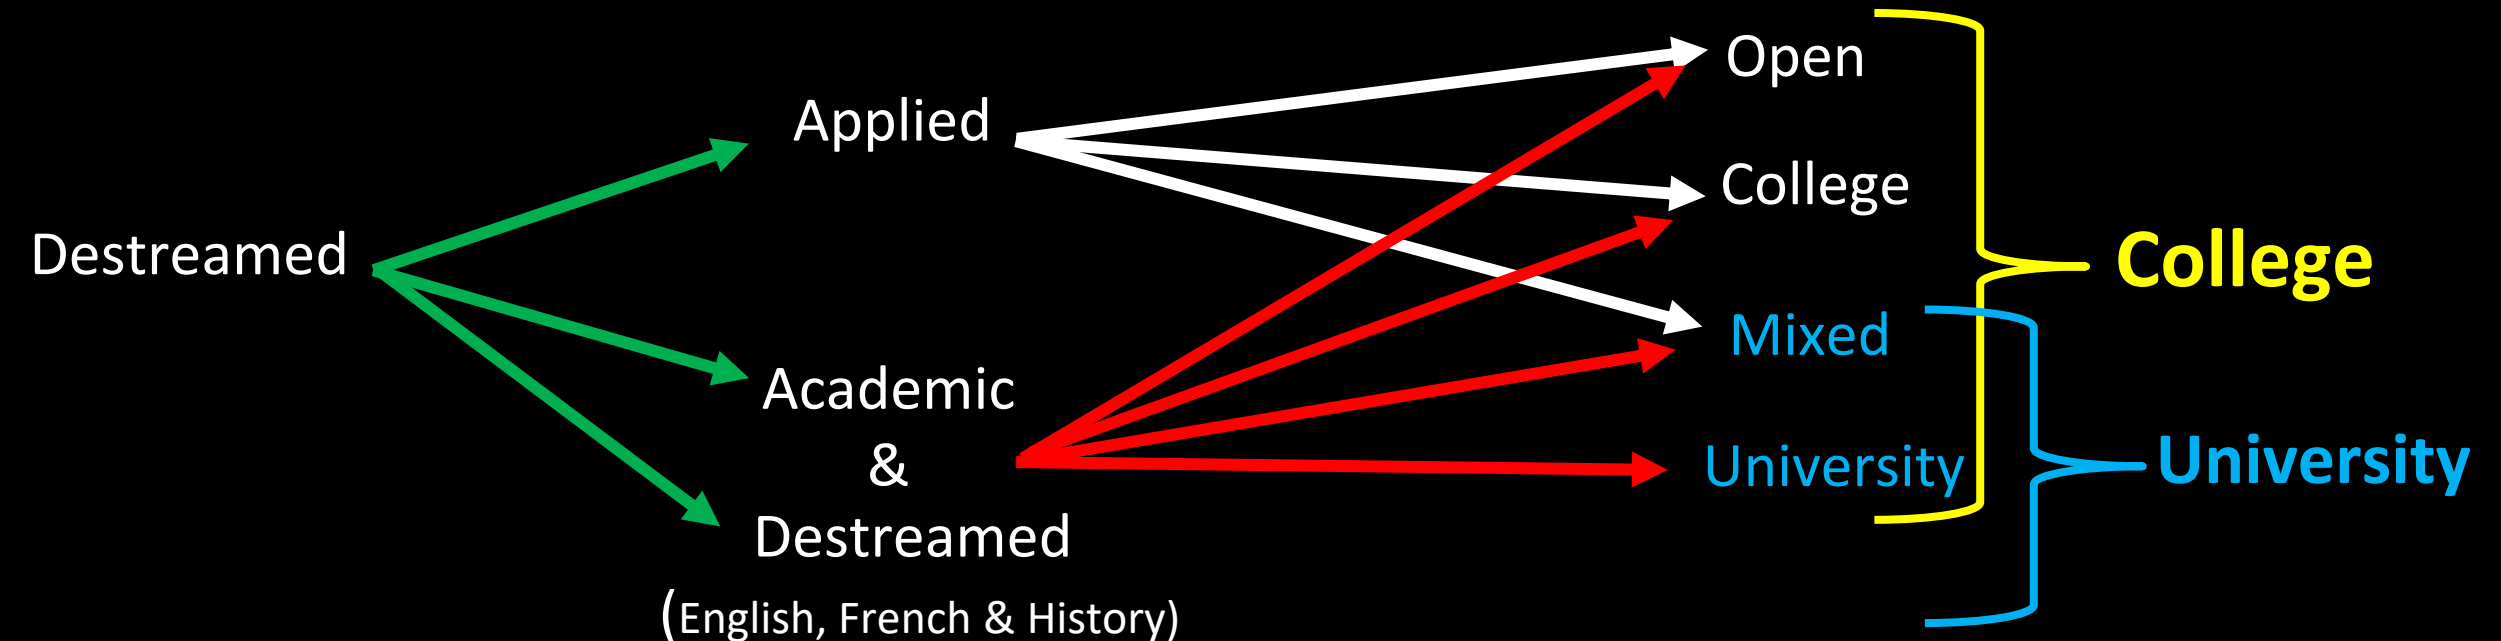 Destreamed
Applied
Academic
&
Destreamed
(English, French & History)
Open
College
Mixed
University
College
University